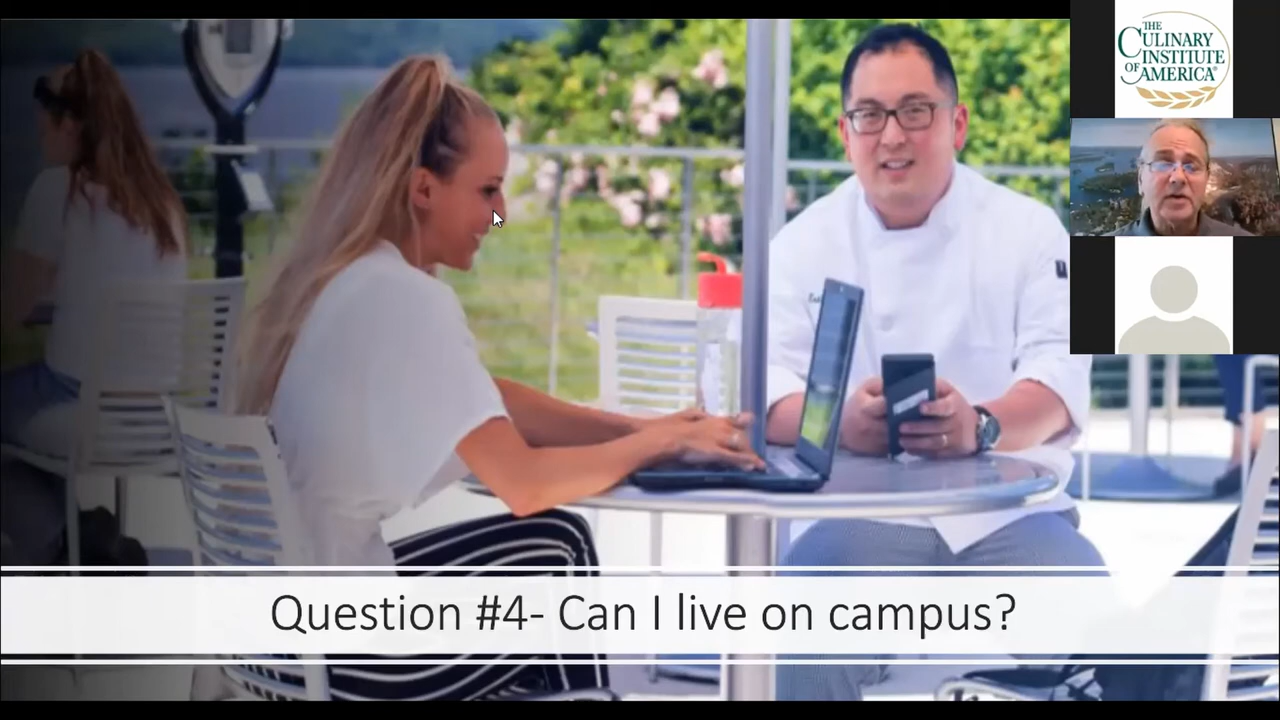 THE
CULINARY
INSTITUTE
OF AMERICA®
Question #4- Can I live on campus?